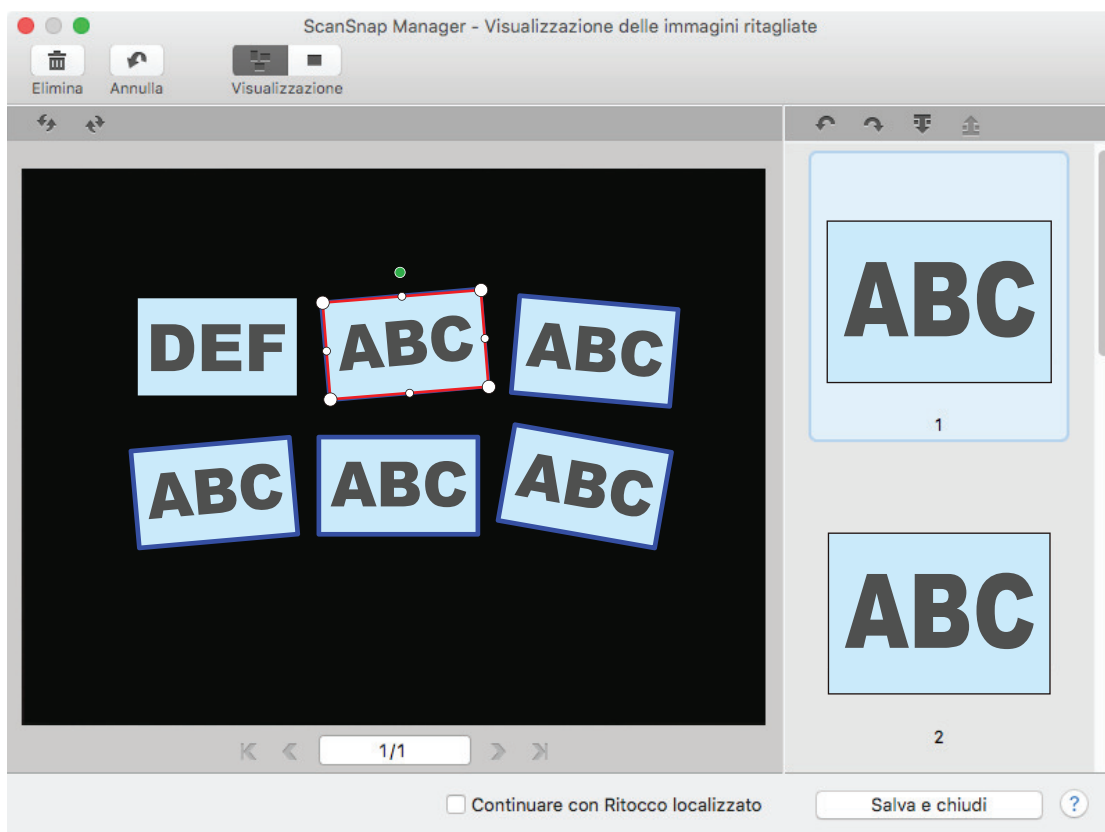 ScanSnap Manager - Visualizzazione delle immagini ritagliate
Elimina Annulla Visualizzazione
DEF ABC ABC
ABC ABC ABC
ABC
1
ABC
2
1/1
Continuare con Ritocco localizzato Salva e chiudi ?